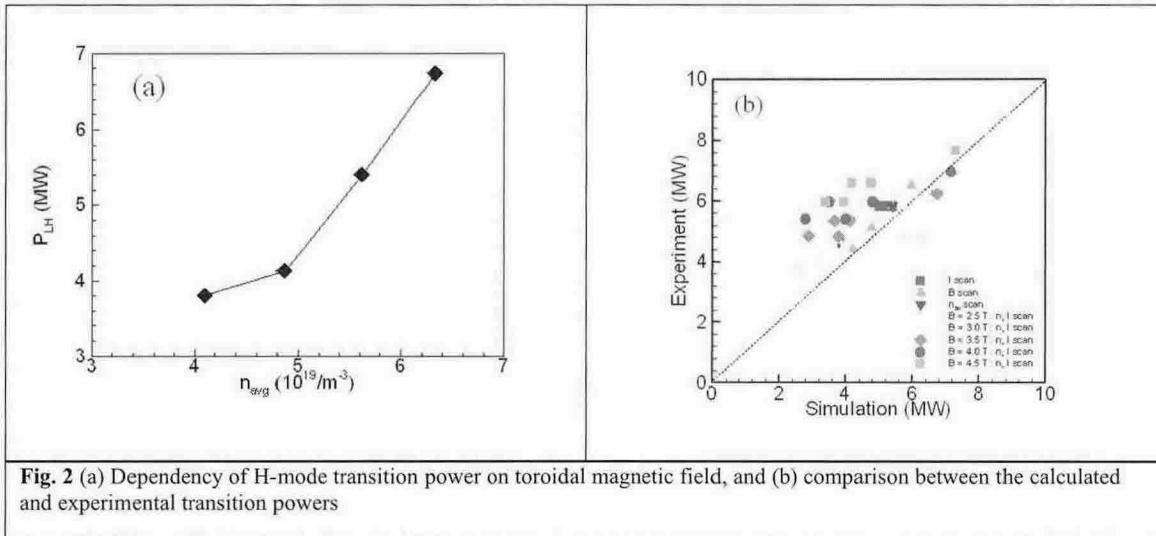 (a)
7
6
5
4
3
P_LH (MW)
3 4 5 6 7
n_avg (10^19/m^-3)
(b)
10
8
6
4
2
0
Experiment (MW)
I scan
B scan
n_av scan
B = 2.5 T: n, I scan
B = 3.0 T: n, I scan
B = 3.5 T: n, I scan
B = 4.0 T: n, I scan
B = 4.5 T: n, I scan
0 2 4 6 8 10
Simulation (MW)
Fig. 2 (a) Dependency of H-mode transition power on toroidal magnetic field, and (b) comparison between the calculated
and experimental transition powers